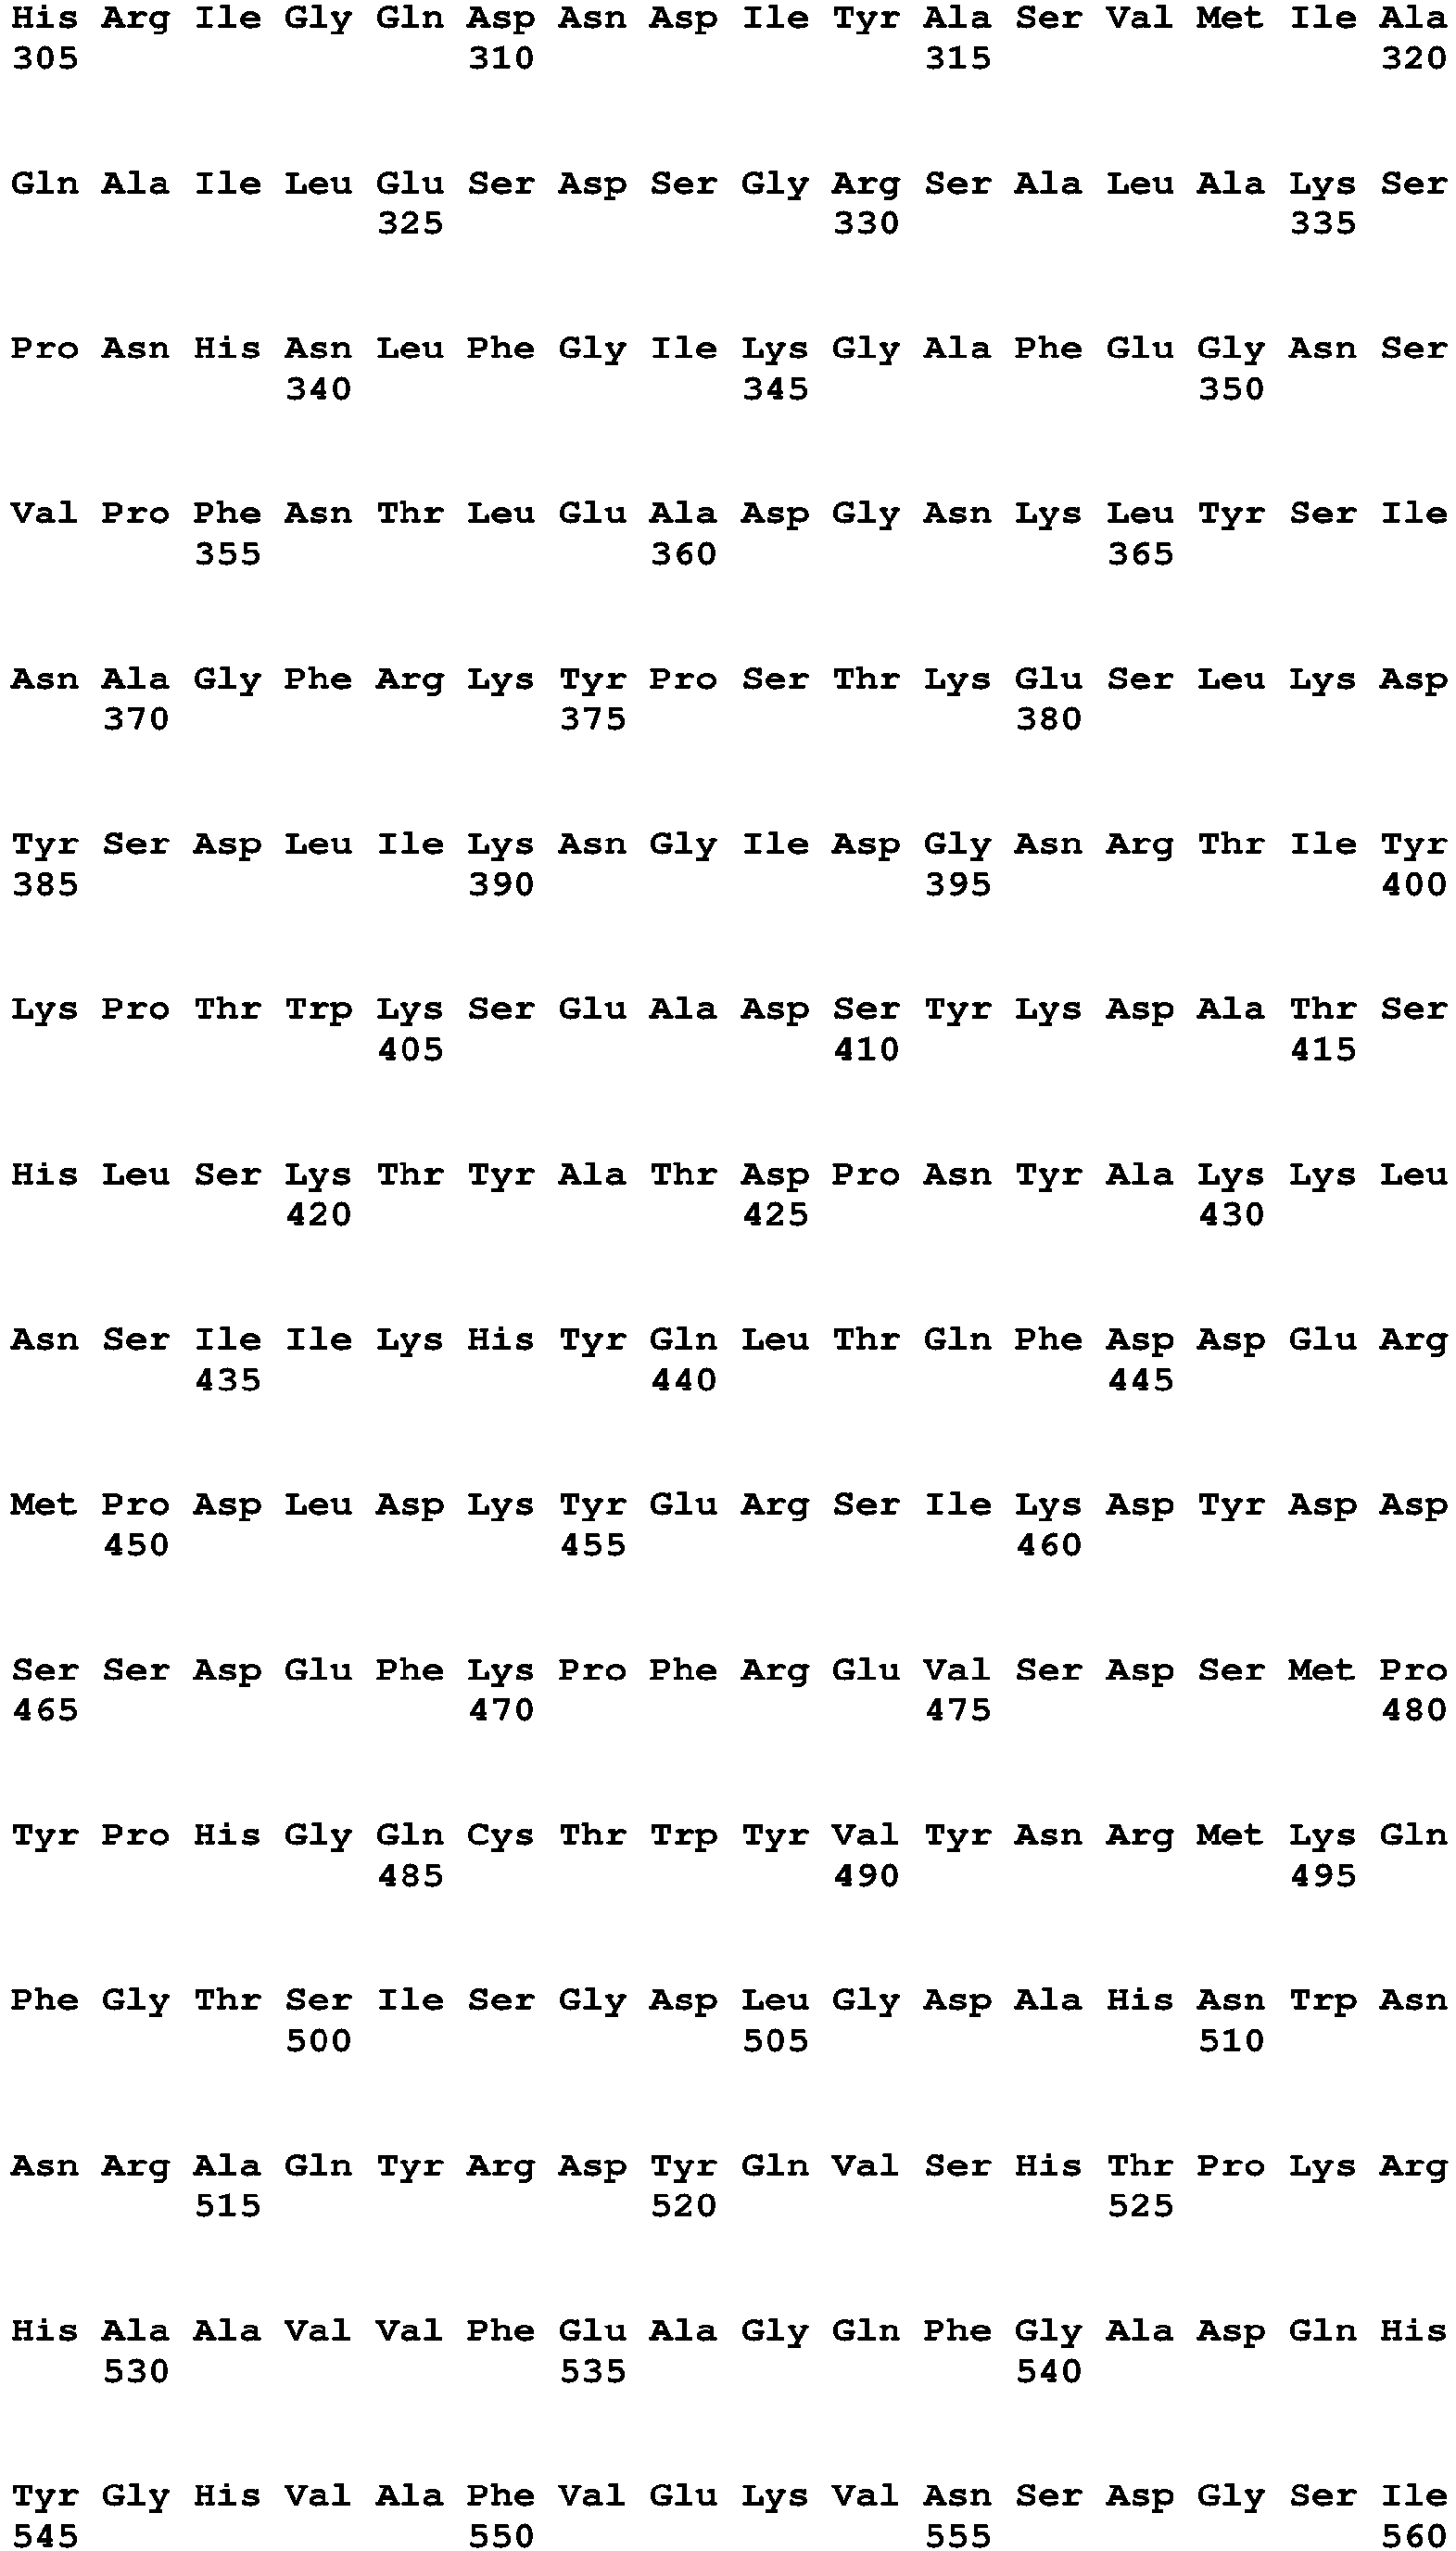 His Arg Ile Gly Gln Asp Asn Asp Ile Tyr Ala Ser Val Met Ile Ala
305 310 315 320
Gln Ala Ile Leu Glu Ser Asp Ser Gly Arg Ser Ala Leu Ala Lys Ser
325 330 335
Pro Asn His Asn Leu Phe Gly Ile Lys Gly Ala Phe Glu Gly Asn Ser
340 345 350
Val Pro Phe Asn Thr Leu Glu Ala Asp Gly Asn Lys Leu Tyr Ser Ile
355 360 365
Asn Ala Gly Phe Arg Lys Tyr Pro Ser Thr Lys Glu Ser Leu Lys Asp
370 375 380
Tyr Ser Asp Leu Ile Lys Asn Gly Ile Asp Gly Asn Arg Thr Ile Tyr
385 390 395 400
Lys Pro Thr Trp Lys Ser Glu Ala Asp Ser Tyr Lys Asp Ala Thr Ser
405 410 415
His Leu Ser Lys Thr Tyr Ala Thr Asp Pro Asn Tyr Ala Lys Lys Leu
420 425 430
Asn Ser Ile Ile Lys His Tyr Gln Leu Thr Gln Phe Asp Asp Glu Arg
435 440 445
Met Pro Asp Leu Asp Lys Tyr Glu Arg Ser Ile Lys Asp Tyr Asp Asp
450 455 460
Ser Ser Asp Glu Phe Lys Pro Phe Arg Glu Val Ser Asp Ser Met Pro
465 470 475 480
Tyr Pro His Gly Gln Cys Thr Trp Tyr Val Tyr Asn Arg Met Lys Gln
485 490 495
Phe Gly Thr Ser Ile Ser Gly Asp Leu Gly Asp Ala His Asn Trp Asn
500 505 510
Asn Arg Ala Gln Tyr Arg Asp Tyr Gln Val Ser His Thr Pro Lys Arg
515 520 525
His Ala Ala Val Val Phe Glu Ala Gly Gln Phe Gly Ala Asp Gln His
530 535 540
Tyr Gly His Val Ala Phe Val Glu Lys Val Asn Ser Asp Gly Ser Ile
545 550 555 560